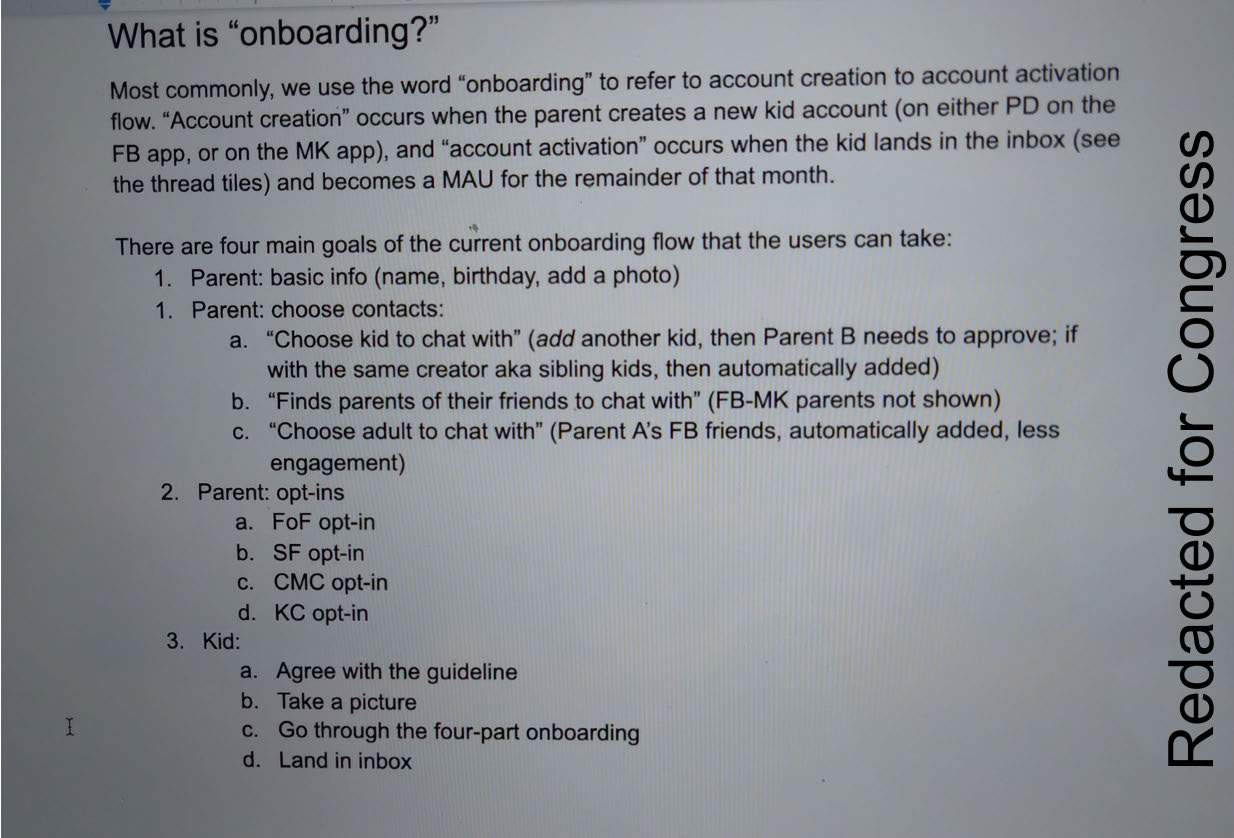 What is “onboarding?”
Most commonly, we use the word “onboarding” to refer to account creation to account activation
flow. “Account creation” occurs when the parent creates a new kid account (on either PD on the
FB app, or on the MK app), and “account activation” occurs when the kid lands in the inbox (see
the thread tiles) and becomes a MAU for the remainder of that month.
There are four main goals of the current onboarding flow that the users can take:
1. Parent: basic info (name, birthday, add a photo)
1. Parent: choose contacts:
a. “Choose kid to chat with” (add another kid, then Parent B needs to approve; if
with the same creator aka sibling kids, then automatically added)
b. “Finds parents of their friends to chat with” (FB-MK parents not shown)
c. “Choose adult to chat with” (Parent A’s FB friends, automatically added, less
engagement)
2. Parent: opt-ins
a. FoF opt-in
b. SF opt-in
c. CMC opt-in
d. KC opt-in
3. Kid:
a. Agree with the guideline
b. Take a picture
c. Go through the four-part onboarding
d. Land in inbox
Redacted for Congress